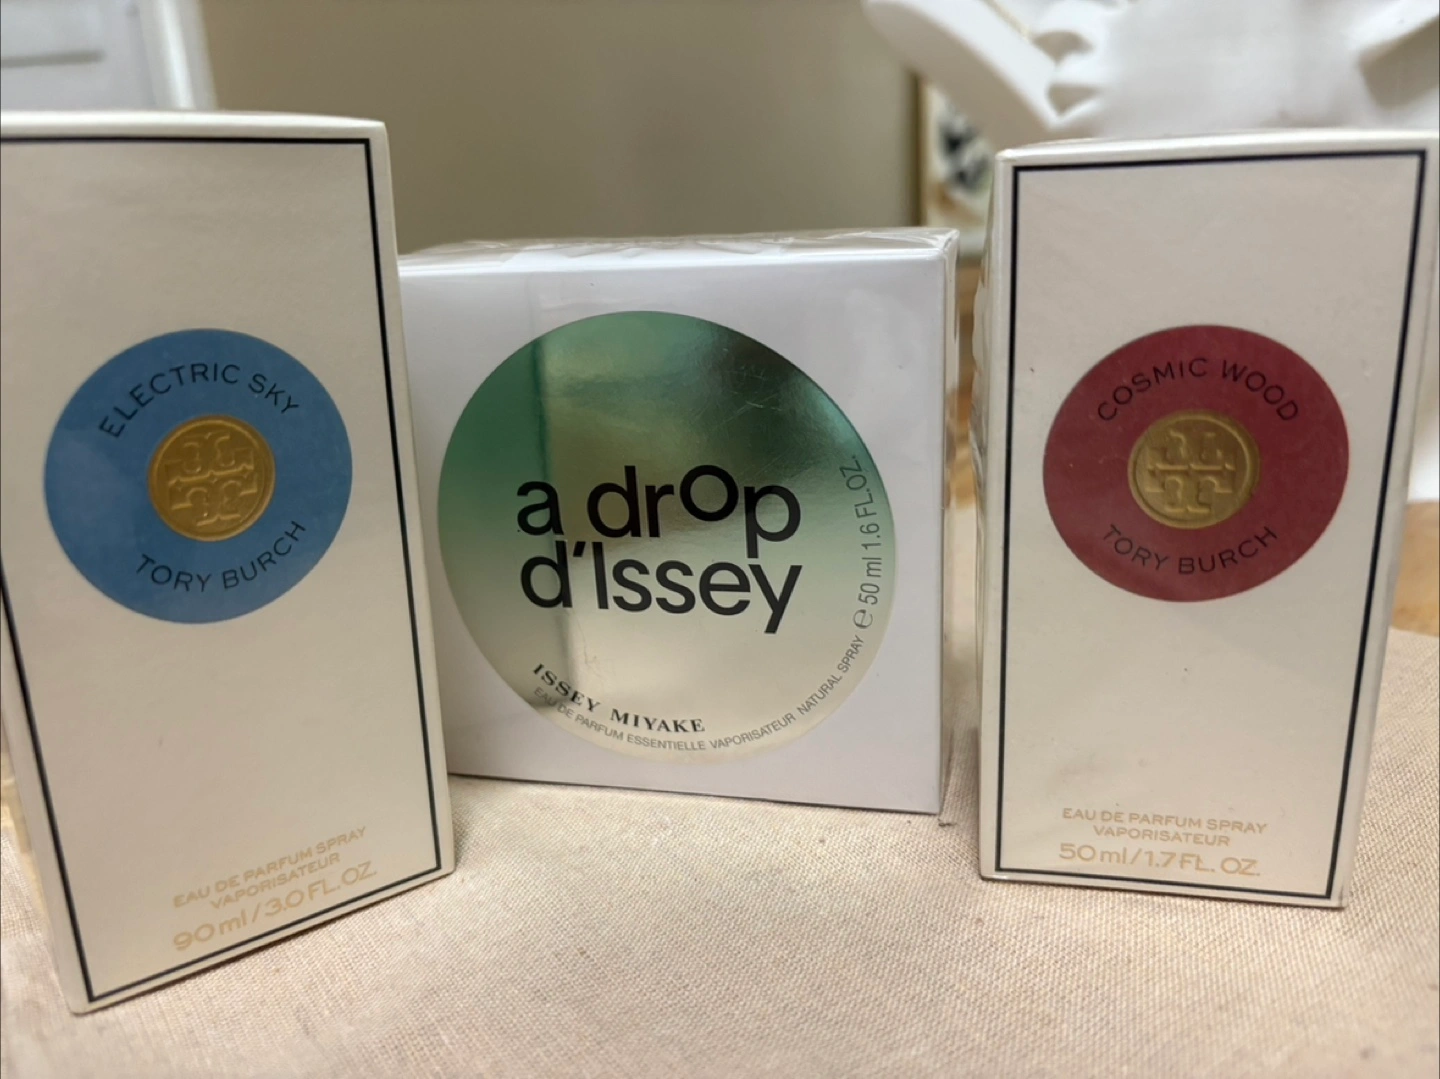 ELECTRIC SKY
TORY BURCH
EAU DE PARFUM SPRAY
VAPORISATEUR
90 ml / 3.0 FL. OZ.
a drop
d'Issey
ISSEY MIYAKE
EAU DE PARFUM ESSENTIELLE VAPORISATEUR NATURAL SPRAY ℮ 50 ml 1.6 FL.OZ.
COSMIC WOOD
TORY BURCH
EAU DE PARFUM SPRAY
VAPORISATEUR
50 ml / 1.7 FL. OZ.